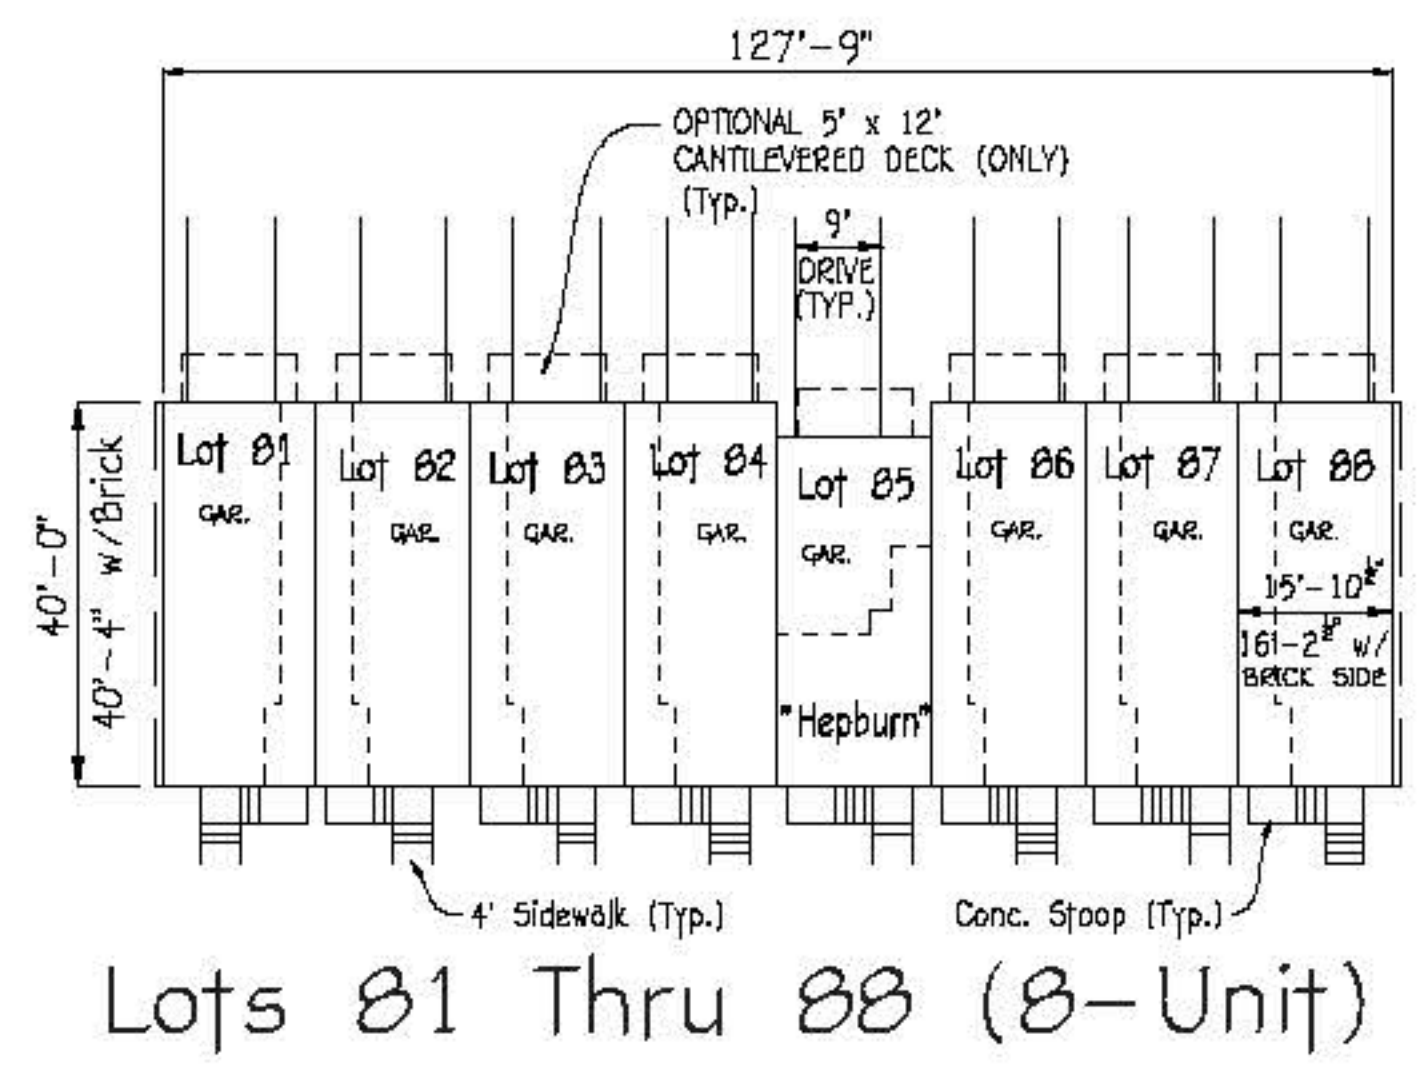 127'-9"
OPTIONAL 5' x 12'
CANTILEVERED DECK (ONLY)
(Typ.)
9'
DRIVE
(TYP.)
Lot 81
GAR.
Lot 82
GAR.
Lot 83
GAR.
Lot 84
GAR.
Lot 85
GAR.
"Hepburn"
Lot 86
GAR.
Lot 87
GAR.
Lot 88
GAR.
15'-10
W/
BRICK SIDE
40'-0"
40'-4" w/Brick
4' Sidewalk (Typ.)
Conc. Stoop (Typ.)
Lots 81 Thru 88 (8-Unit)